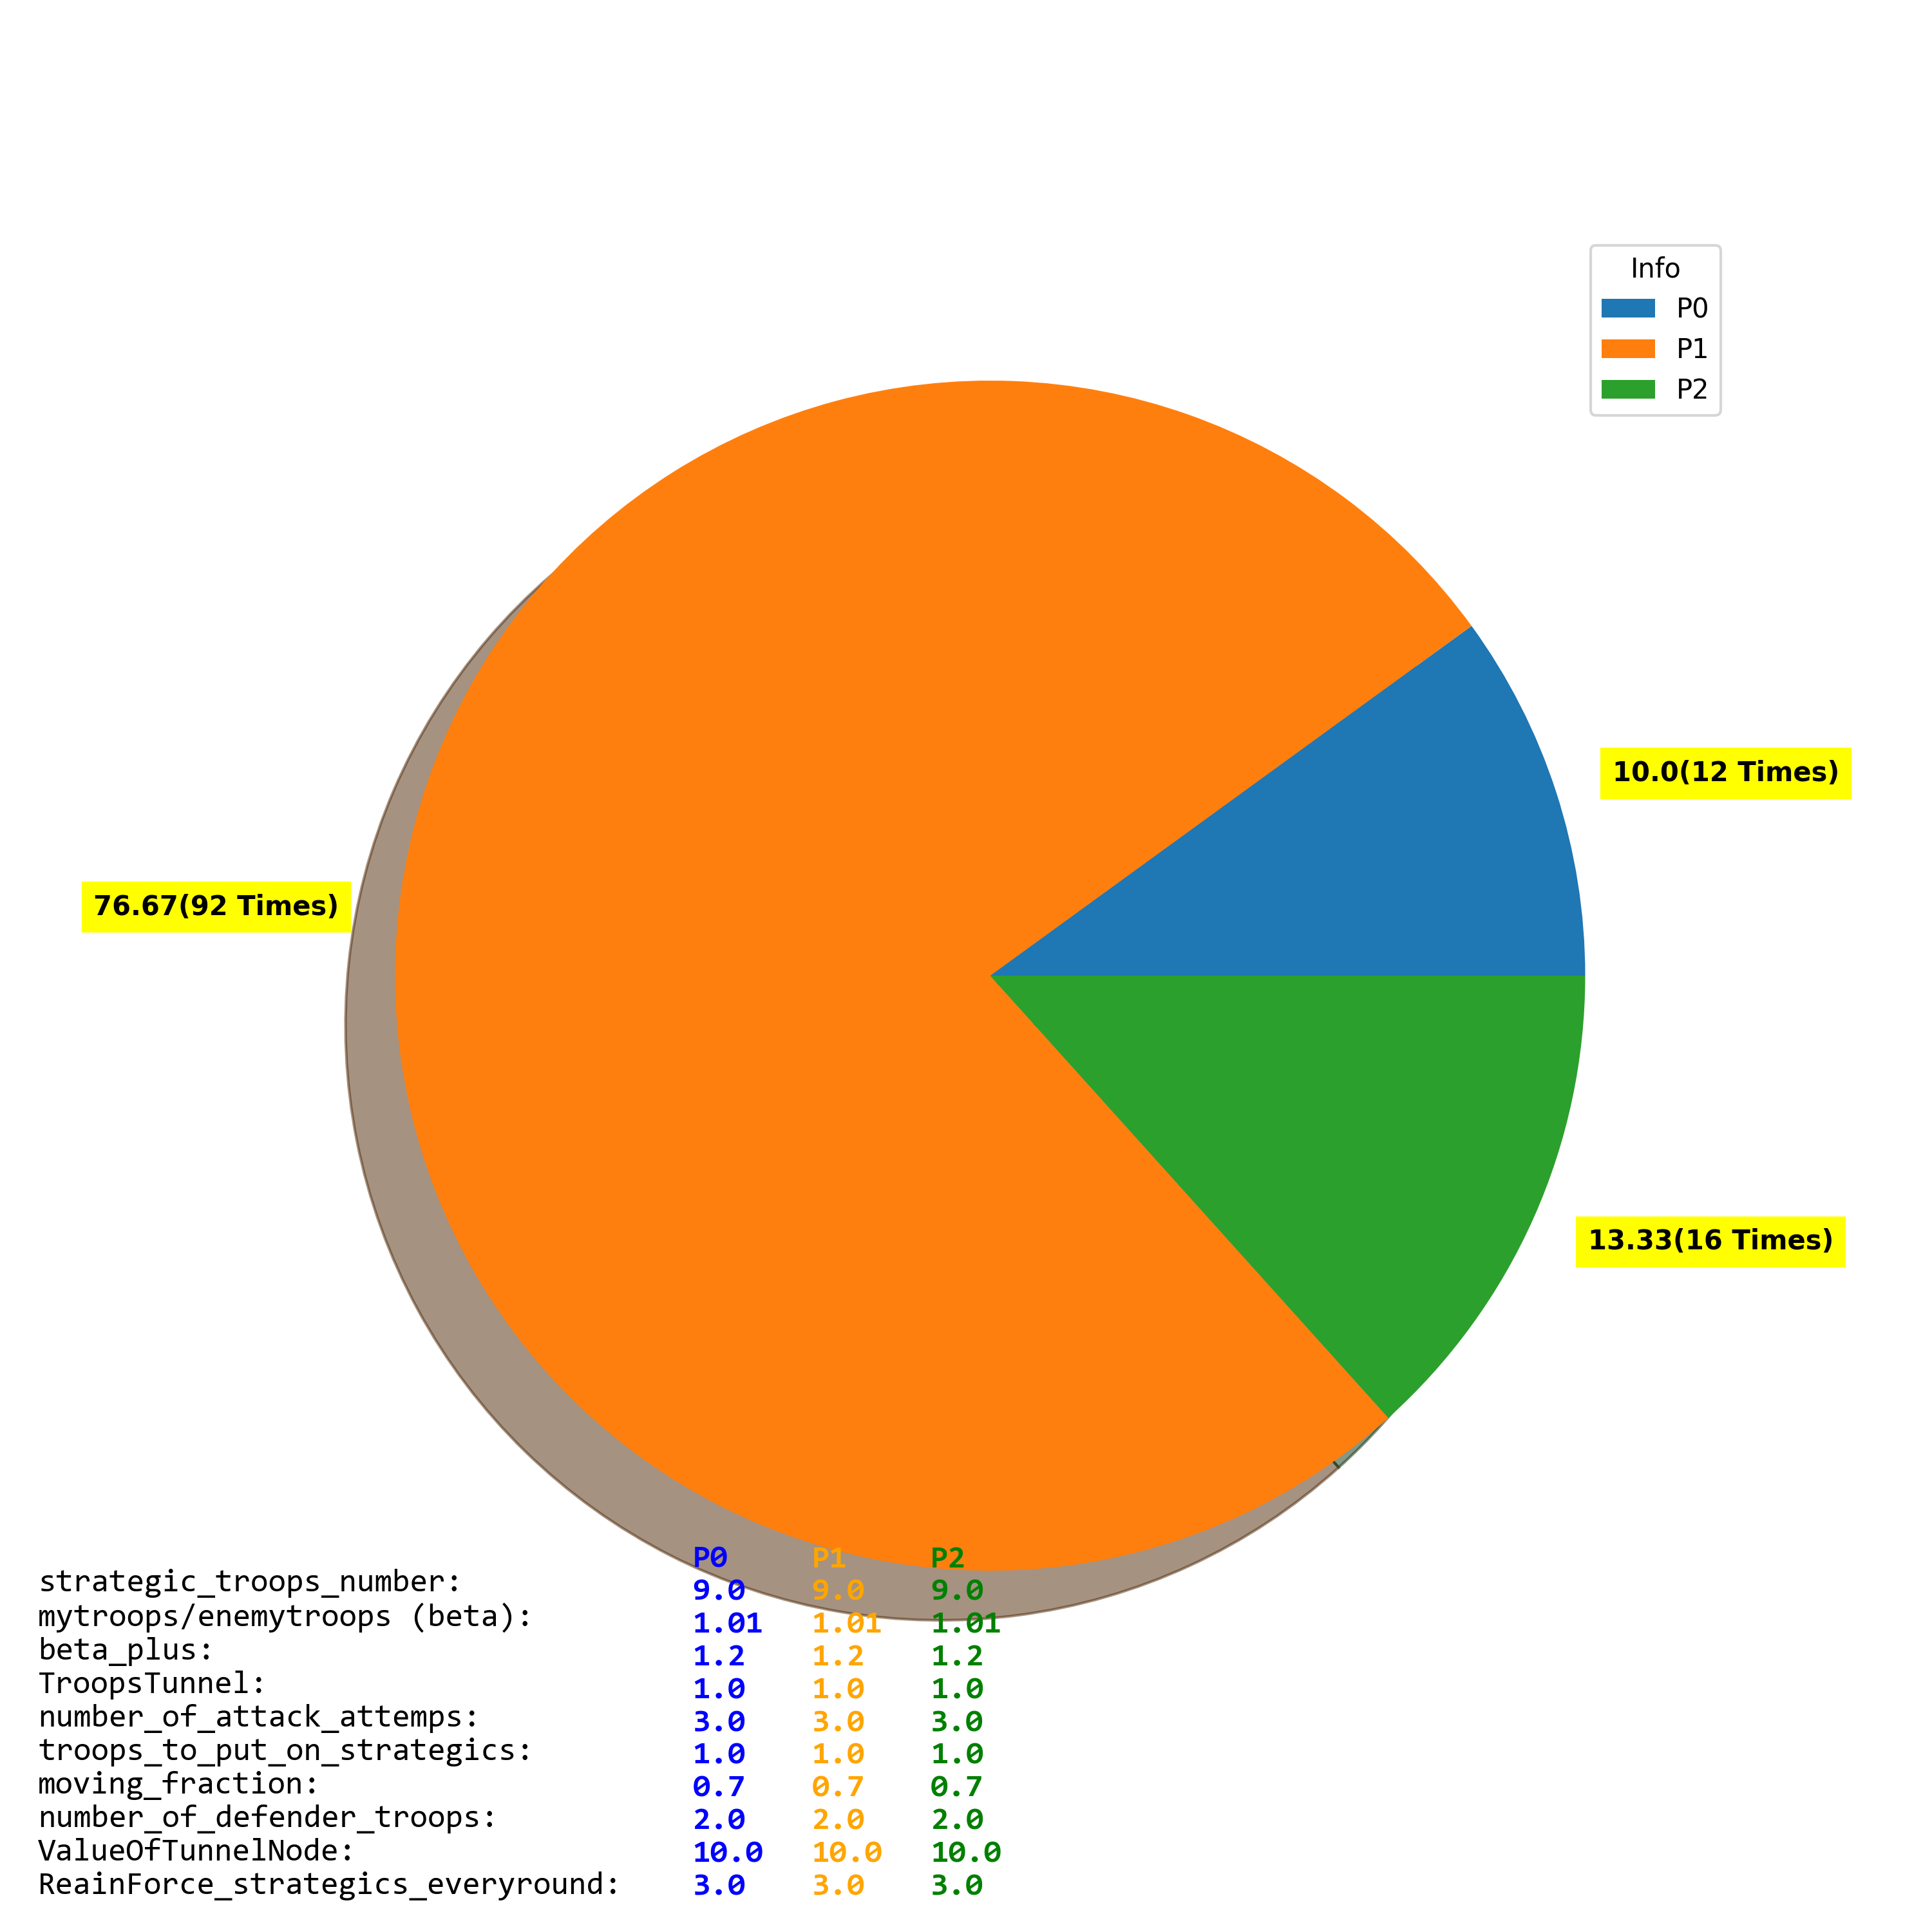 Info
P0
P1
P2
10.0(12 Times)
76.67(92 Times)
13.33(16 Times)
P0 P1 P2
strategic_troops_number: 9.0 9.0 9.0
mytroops/enemytroops (beta): 1.01 1.01 1.01
beta_plus: 1.2 1.2 1.2
TroopsTunnel: 1.0 1.0 1.0
number_of_attack_attemps: 3.0 3.0 3.0
troops_to_put_on_strategics: 1.0 1.0 1.0
moving_fraction: 0.7 0.7 0.7
number_of_defender_troops: 2.0 2.0 2.0
ValueOfTunnelNode: 10.0 10.0 10.0
ReainForce_strategics_everyround: 3.0 3.0 3.0